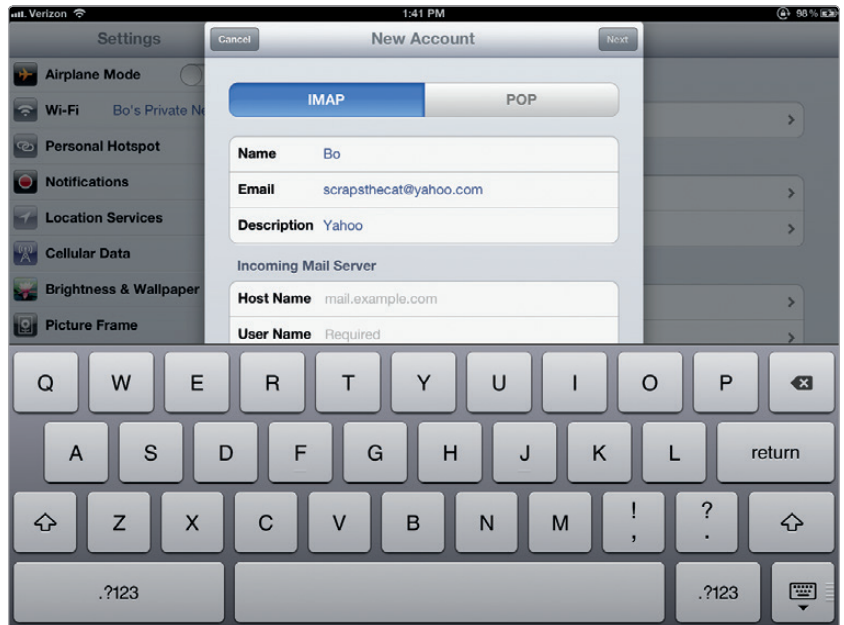 Verizon 1:41 PM 98%
Settings Cancel New Account Next
Airplane Mode
IMAP POP
Wi-Fi Bo's Private Ne
Personal Hotspot
Name Bo
Notifications
Email scrapsthecat@yahoo.com
Location Services
Description Yahoo
Cellular Data
Incoming Mail Server
Brightness & Wallpaper
Host Name mail.example.com
Picture Frame
User Name Required
Q W E R T Y U I O P
A S D F G H J K L return
Z X C V B N M ! , ? .
.?123 .?123